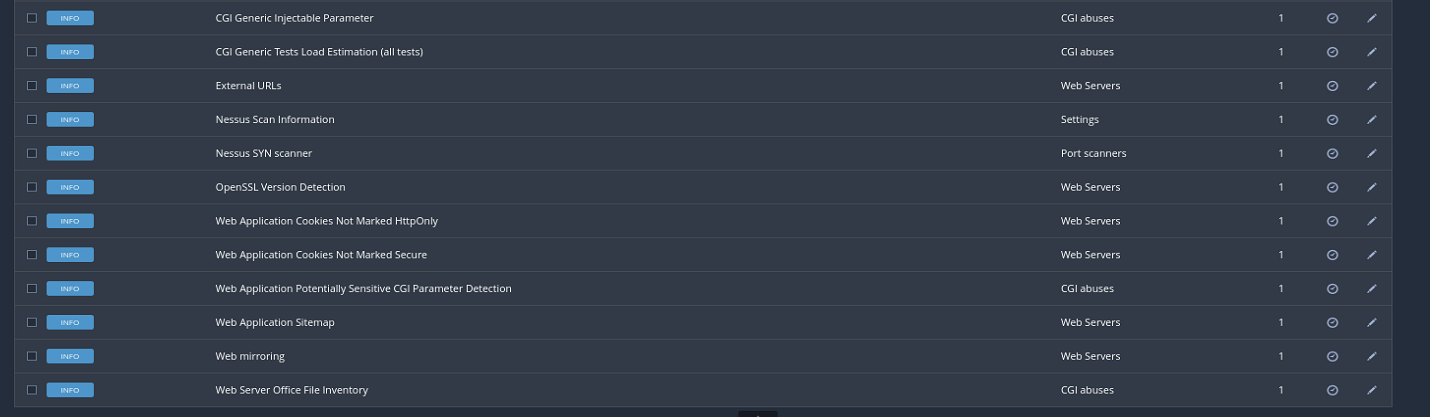 INFO CGI Generic Injectable Parameter CGI abuses 1
INFO CGI Generic Tests Load Estimation (all tests) CGI abuses 1
INFO External URLs Web Servers 1
INFO Nessus Scan Information Settings 1
INFO Nessus SYN scanner Port scanners 1
INFO OpenSSL Version Detection Web Servers 1
INFO Web Application Cookies Not Marked HttpOnly Web Servers 1
INFO Web Application Cookies Not Marked Secure Web Servers 1
INFO Web Application Potentially Sensitive CGI Parameter Detection CGI abuses 1
INFO Web Application Sitemap Web Servers 1
INFO Web mirroring Web Servers 1
INFO Web Server Office File Inventory CGI abuses 1